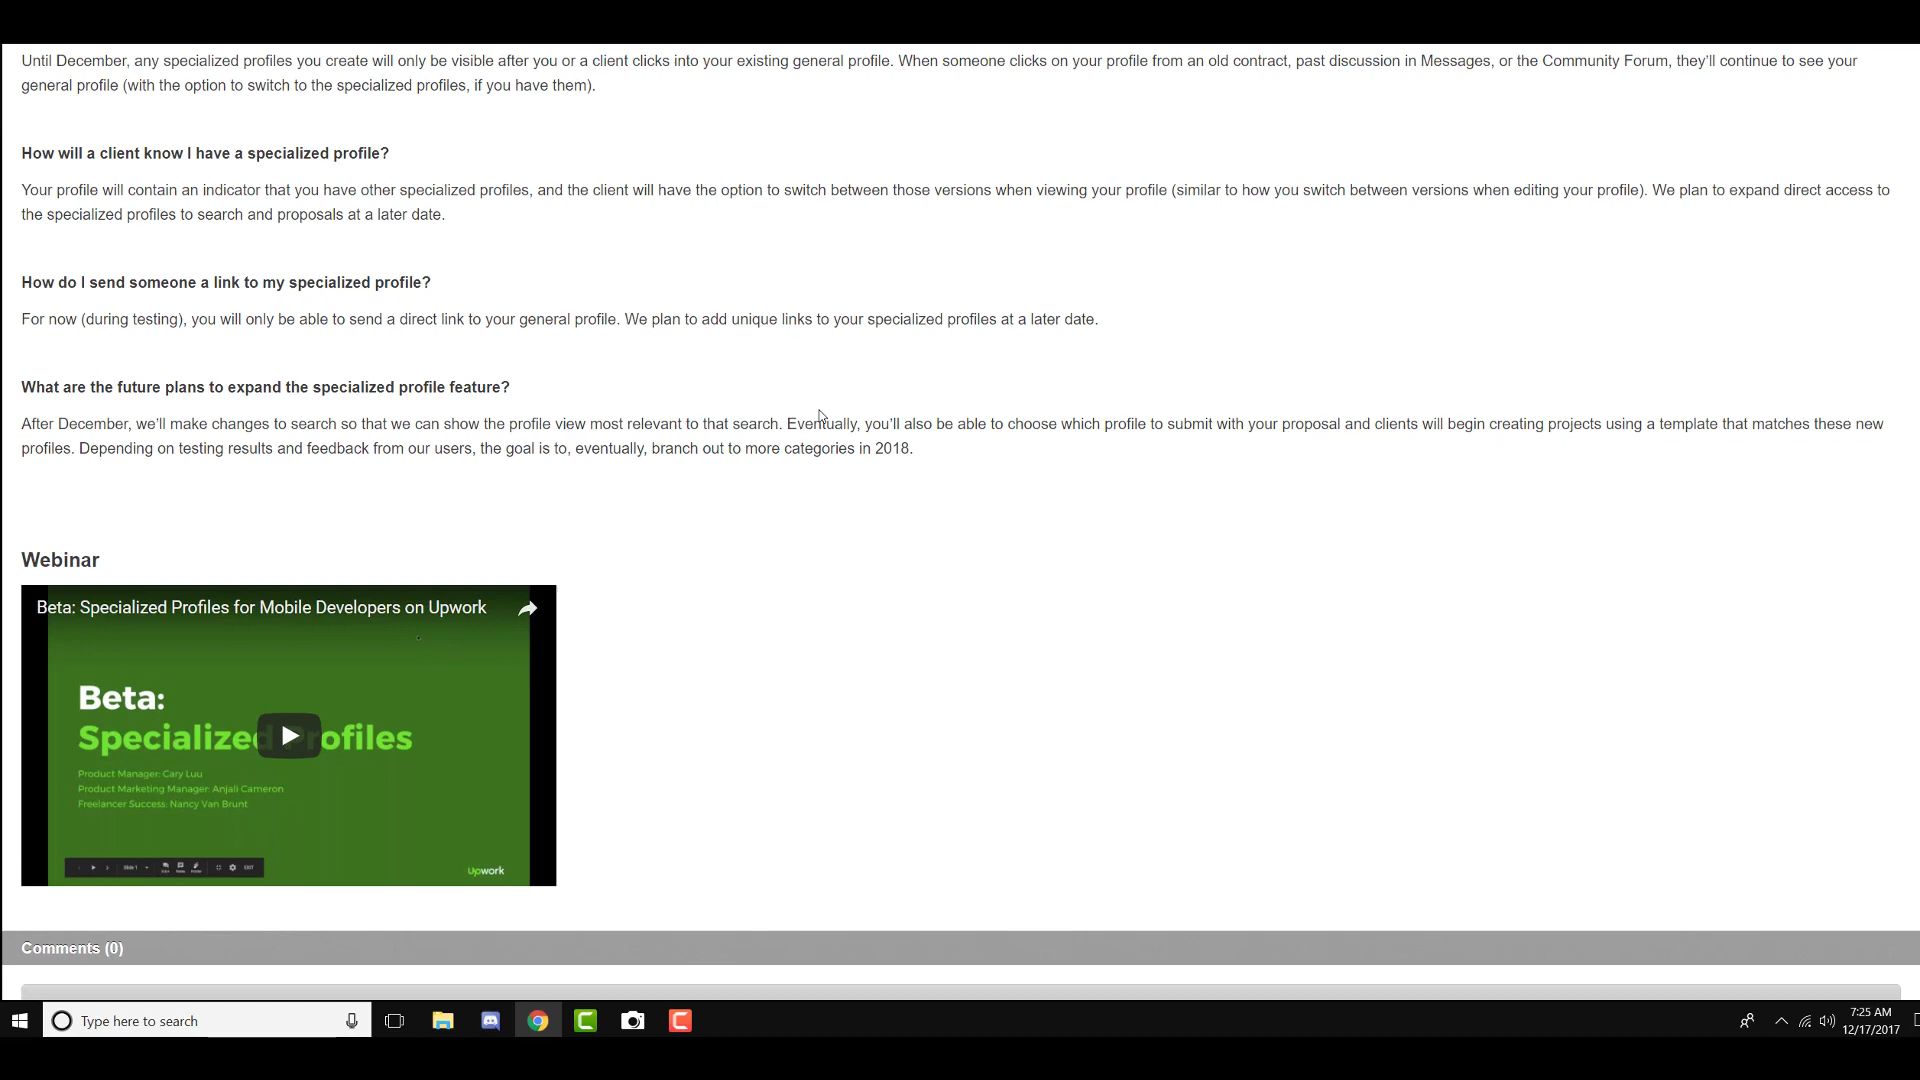 Until December, any specialized profiles you create will only be visible after you or a client clicks into your existing general profile. When someone clicks on your profile from an old contract, past discussion in Messages, or the Community Forum, they'll continue to see your
general profile (with the option to switch to the specialized profiles, if you have them).
How will a client know I have a specialized profile?
Your profile will contain an indicator that you have other specialized profiles, and the client will have the option to switch between those versions when viewing your profile (similar to how you switch between versions when editing your profile). We plan to expand direct access to
the specialized profiles to search and proposals at a later date.
How do I send someone a link to my specialized profile?
For now (during testing), you will only be able to send a direct link to your general profile. We plan to add unique links to your specialized profiles at a later date.
What are the future plans to expand the specialized profile feature?
After December, we'll make changes to search so that we can show the profile view most relevant to that search. Eventually, you'll also be able to choose which profile to submit with your proposal and clients will begin creating projects using a template that matches these new
profiles. Depending on testing results and feedback from our users, the goal is to, eventually, branch out to more categories in 2018.
Webinar
Beta: Specialized Profiles for Mobile Developers on Upwork
Beta:
Specialized Profiles
Product Manager: Cary Luu
Product Marketing Manager: Anjali Cameron
Freelancer Success: Nancy Van Brunt
Slide 1
Upwork
Comments (0)
Type here to search
7:25 AM
12/17/2017